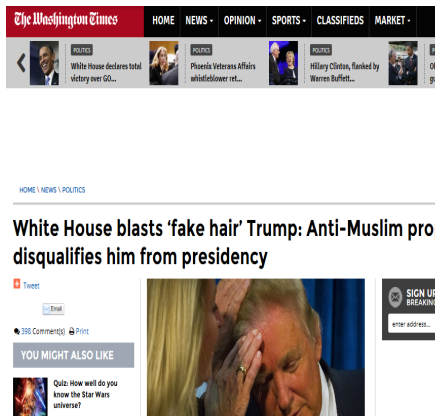 The Washington Times
HOME NEWS OPINION SPORTS CLASSIFIEDS MARKET
POLITICS
White House declares total
victory over GO...
POLITICS
Phoenix Veterans Affairs
whistleblower ret...
POLITICS
Hillary Clinton, flanked by
Warren Buffett...
POLITICS
HOME \ NEWS \ POLITICS
White House blasts ‘fake hair’ Trump: Anti-Muslim pro
disqualifies him from presidency
Tweet
Email
398 Comment(s) Print
YOU MIGHT ALSO LIKE
Quiz: How well do you
know the Star Wars
universe?
SIGN UP
BREAKING
enter address...